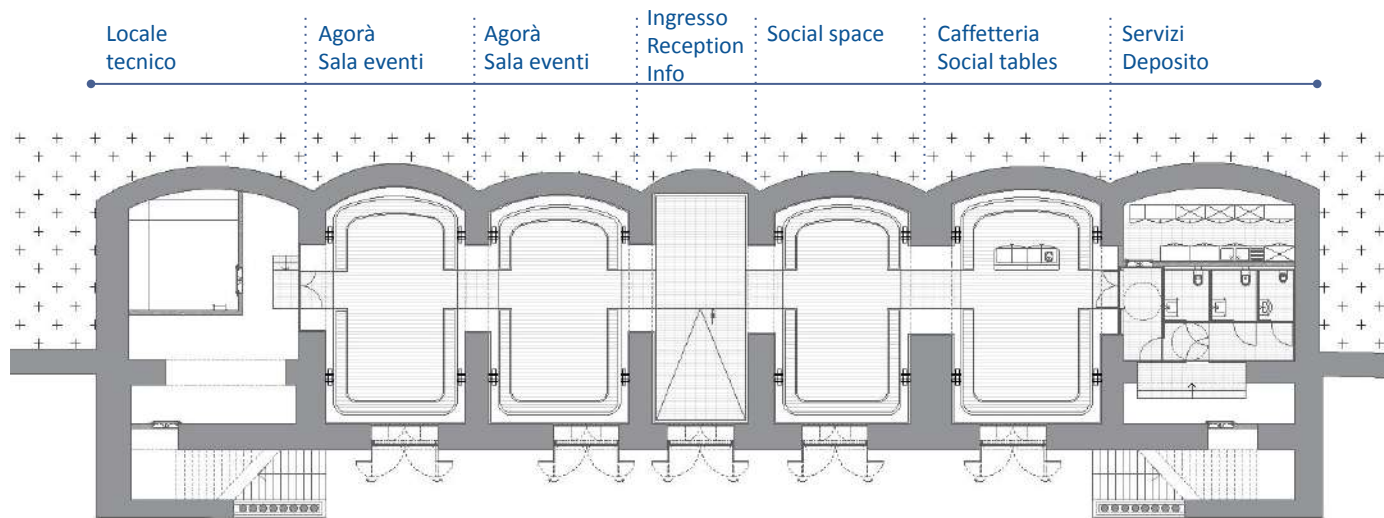 Locale
tecnico
Agorà
Sala eventi
Agorà
Sala eventi
Ingresso
Reception
Info
Social space
Caffetteria
Social tables
Servizi
Deposito